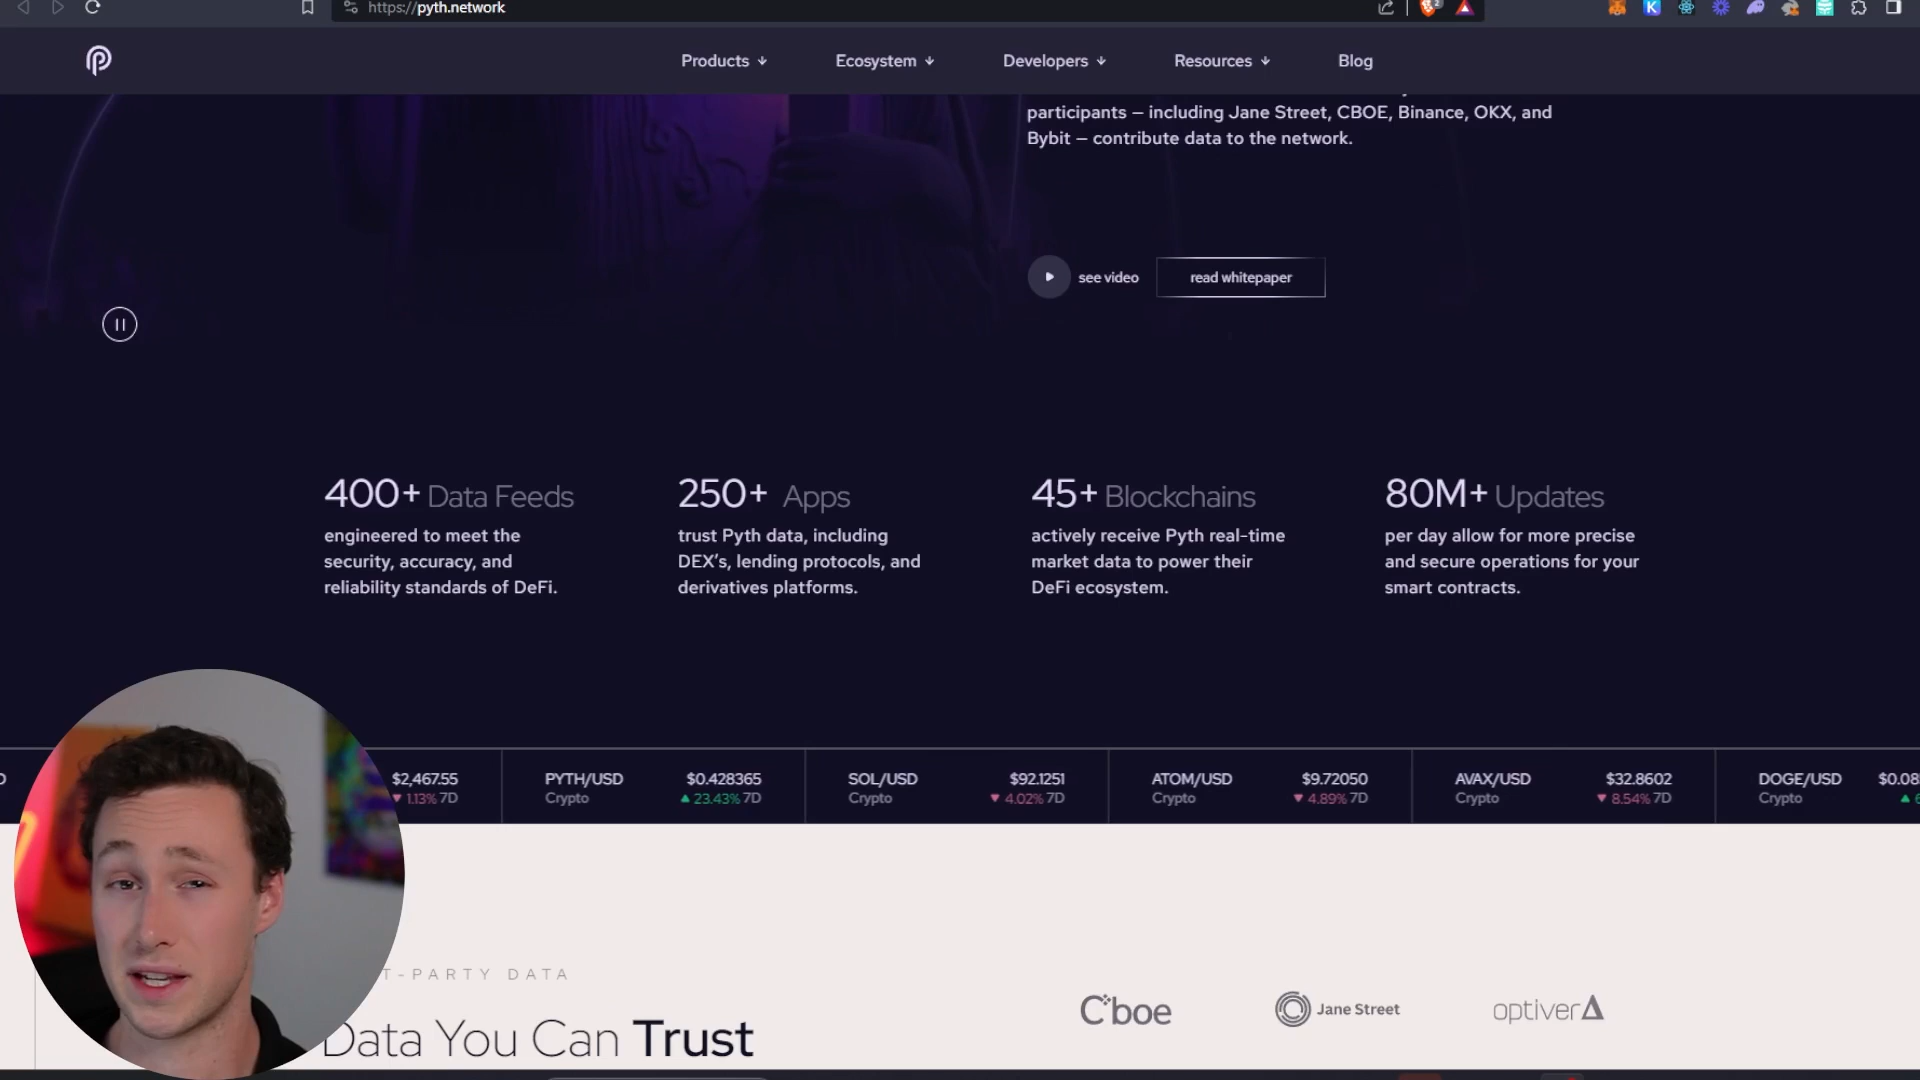 https://pyth.network
2
K
Products
Ecosystem
Developers
Resources
Blog
participants — including Jane Street, CBOE, Binance, OKX, and
Bybit — contribute data to the network.
see video
read whitepaper
400+ Data Feeds
engineered to meet the
security, accuracy, and
reliability standards of DeFi.
250+ Apps
trust Pyth data, including
DEX's, lending protocols, and
derivatives platforms.
45+ Blockchains
actively receive Pyth real-time
market data to power their
DeFi ecosystem.
80M+ Updates
per day allow for more precise
and secure operations for your
smart contracts.
$2,467.55
1.13% 7D
PYTH/USD $0.428365
Crypto 23.43% 7D
SOL/USD $92.1251
Crypto 4.02% 7D
ATOM/USD $9.72050
Crypto 4.89% 7D
AVAX/USD $32.8602
Crypto 8.54% 7D
DOGE/USD $0.08
Crypto
T-PARTY DATA
Data You Can Trust
Cboe
Jane Street
optiver